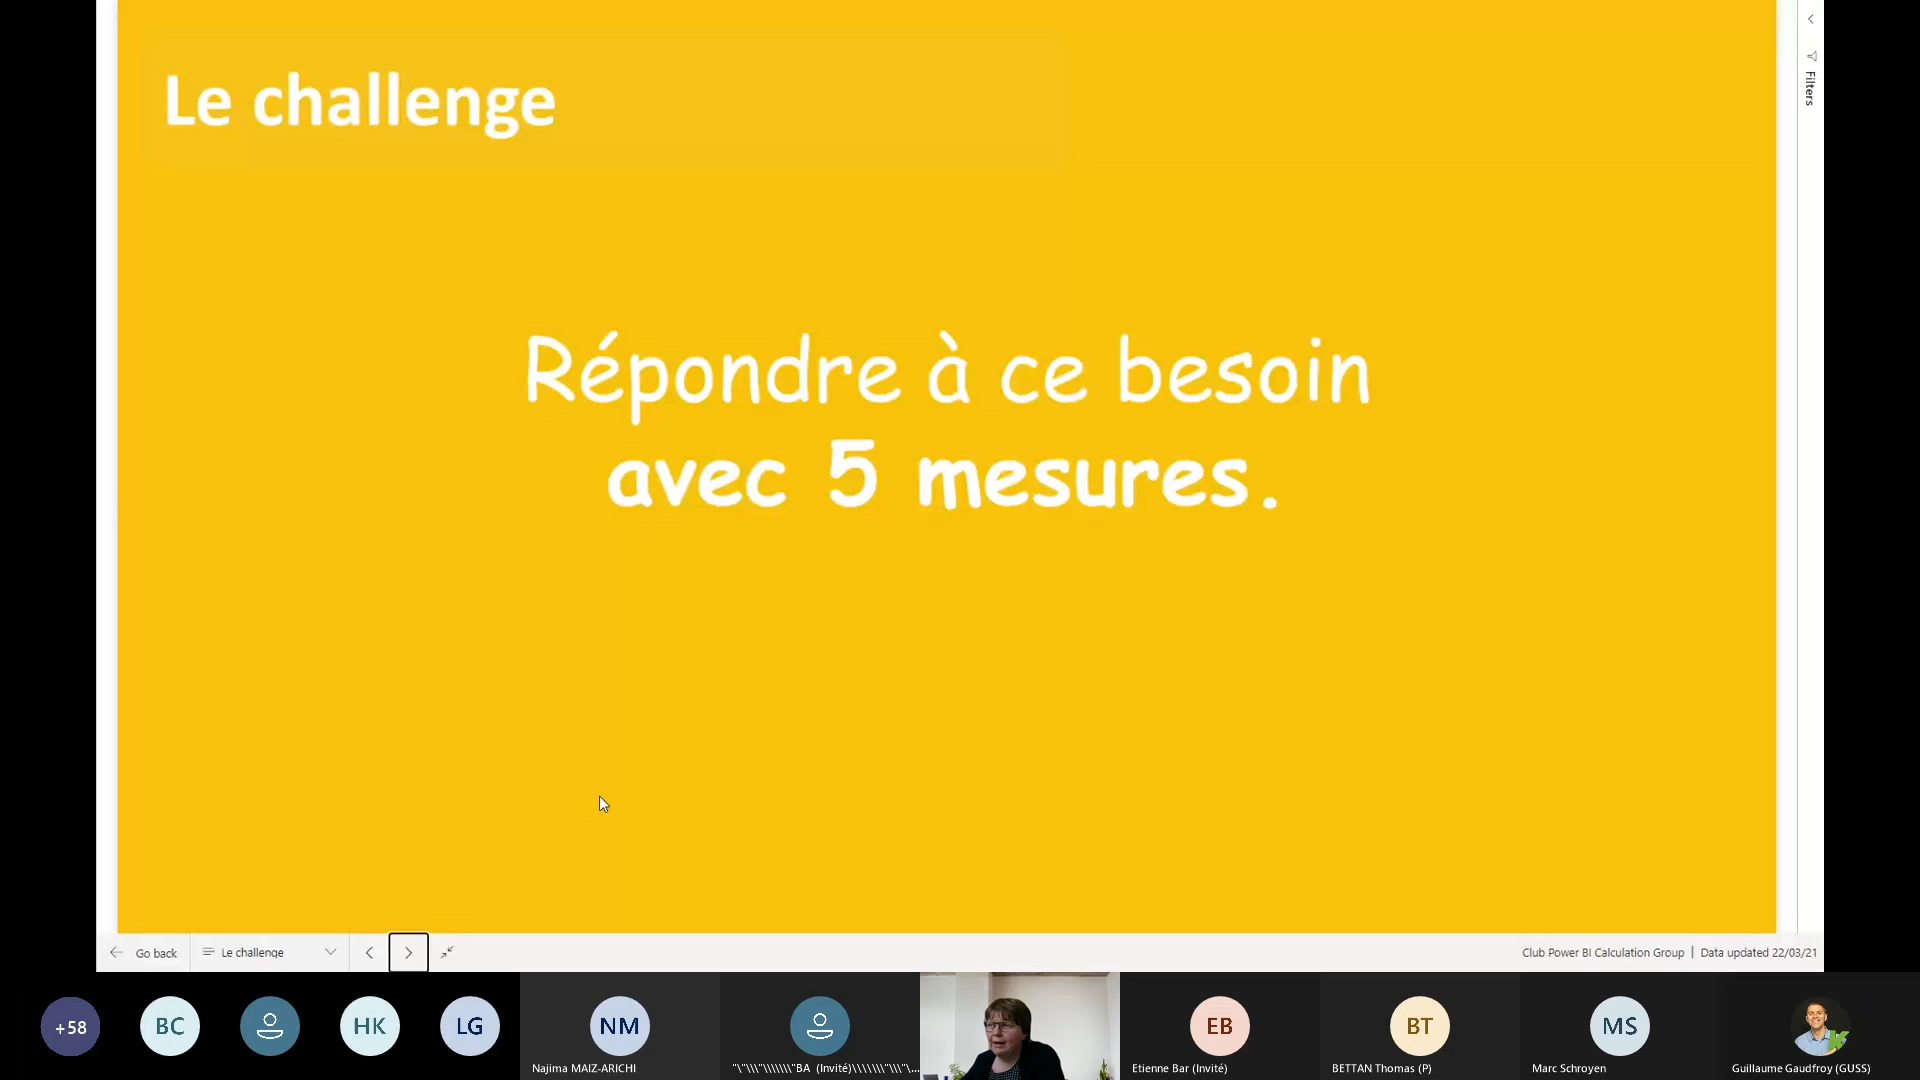 Le challenge
Répondre à ce besoin
avec 5 mesures.
Filters
Go back
Le challenge
Club Power BI Calculation Group | Data updated 22/03/21
+58
BC
HK
LG
NM
EB
BT
MS
Najima MAIZ-ARICHI
"\"\\\"\\\\\\\"BA (Invité)\\\\\\\"\\\"\...
Etienne Bar (Invité)
BETTAN Thomas (P)
Marc Schroyen
Guillaume Gaudfroy (GUSS)